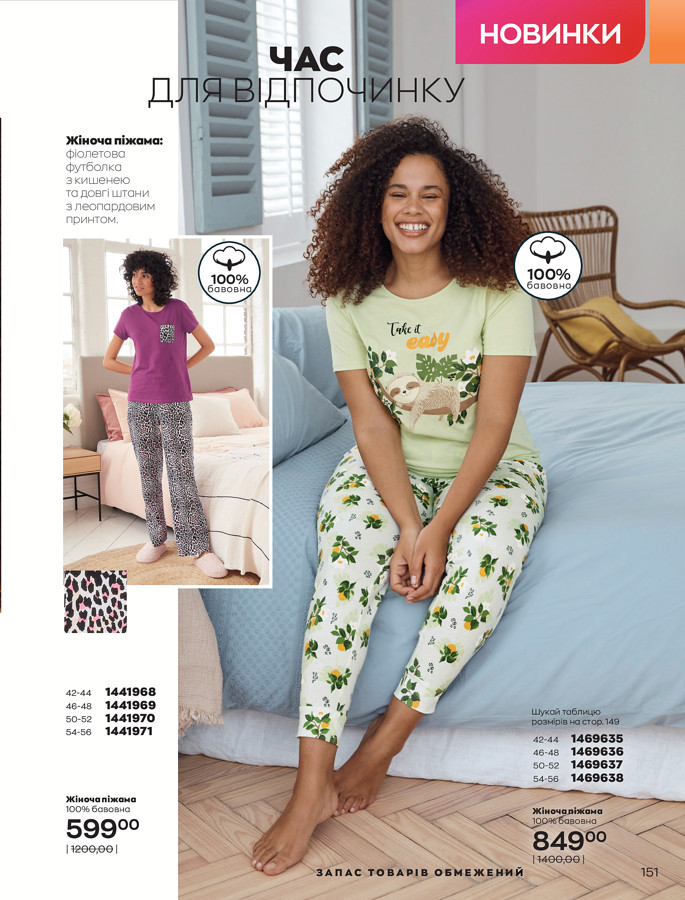 НОВИНКИ
ЧАС
ДЛЯ ВІДПОЧИНКУ
Жіноча піжама:
фіолетова
футболка
з кишенею
та довгі штани
з леопардовим
принтом.
100%
бавовна
100%
бавовна
Take it
easy
42-44 1441968
46-48 1441969
50-52 1441970
54-56 1441971
Жіноча піжама
100% бавовна
599⁰⁰
| 1200,00 |
Шукай таблицю
розмірів на стор. 149
42-44 1469635
46-48 1469636
50-52 1469637
54-56 1469638
Жіноча піжама
100% бавовна
849⁰⁰
| 1400,00 |
ЗАПАС ТОВАРІВ ОБМЕЖЕНИЙ
151